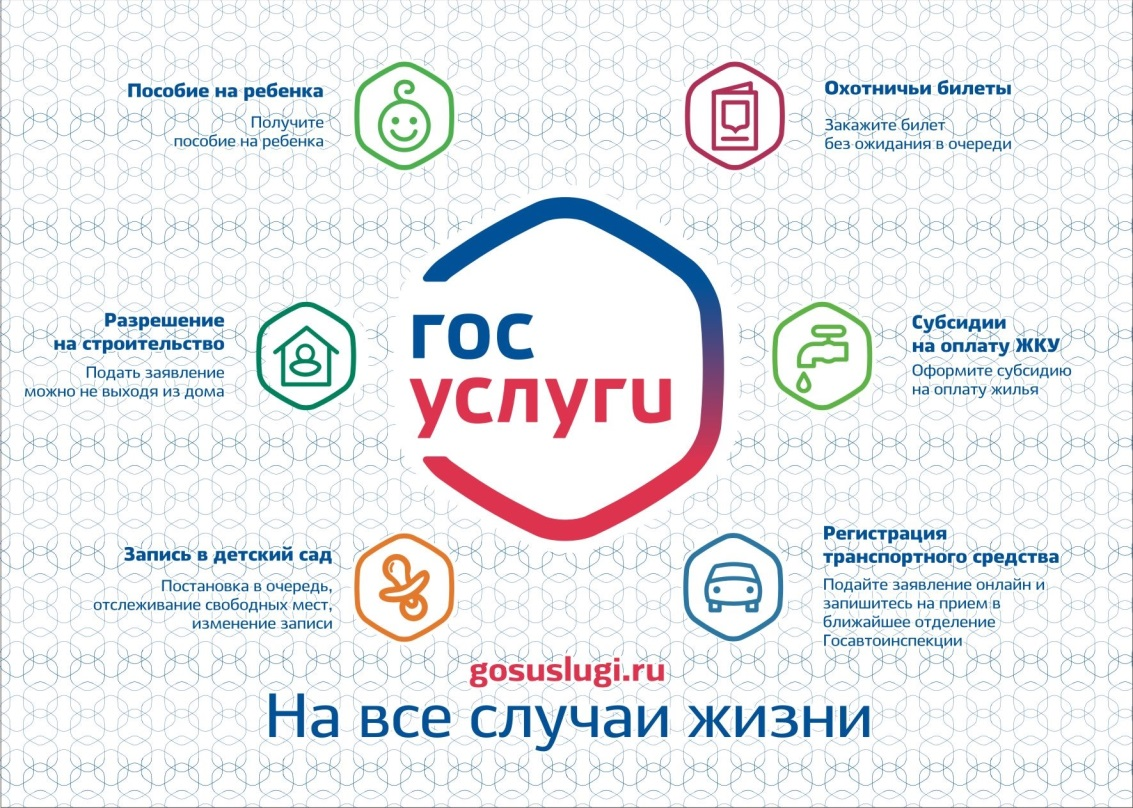 Пособие на ребенка
Получите
пособие на ребенка
Охотничьи билеты
Закажите билет
без ожидания в очереди
Разрешение
на строительство
Подать заявление
можно не выходя из дома
гос
услуги
Субсидии
на оплату ЖКУ
Оформите субсидию
на оплату жилья
Запись в детский сад
Постановка в очередь,
отслеживание свободных мест,
изменение записи
Регистрация
транспортного средства
Подайте заявление онлайн и
запишитесь на прием в
ближайшее отделение
Госавтоинспекции
gosuslugi.ru
На все случаи жизни